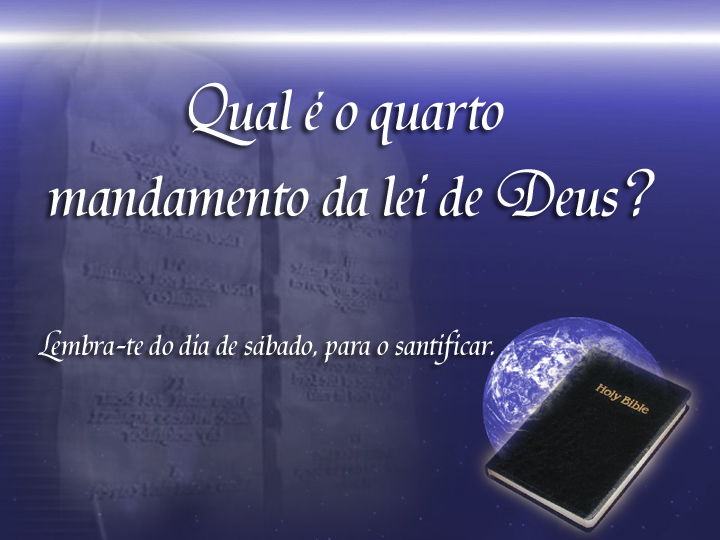 Qual é o quarto
mandamento da lei de Deus?
Lembra-te do dia de sábado, para o santificar.
Holy Bible